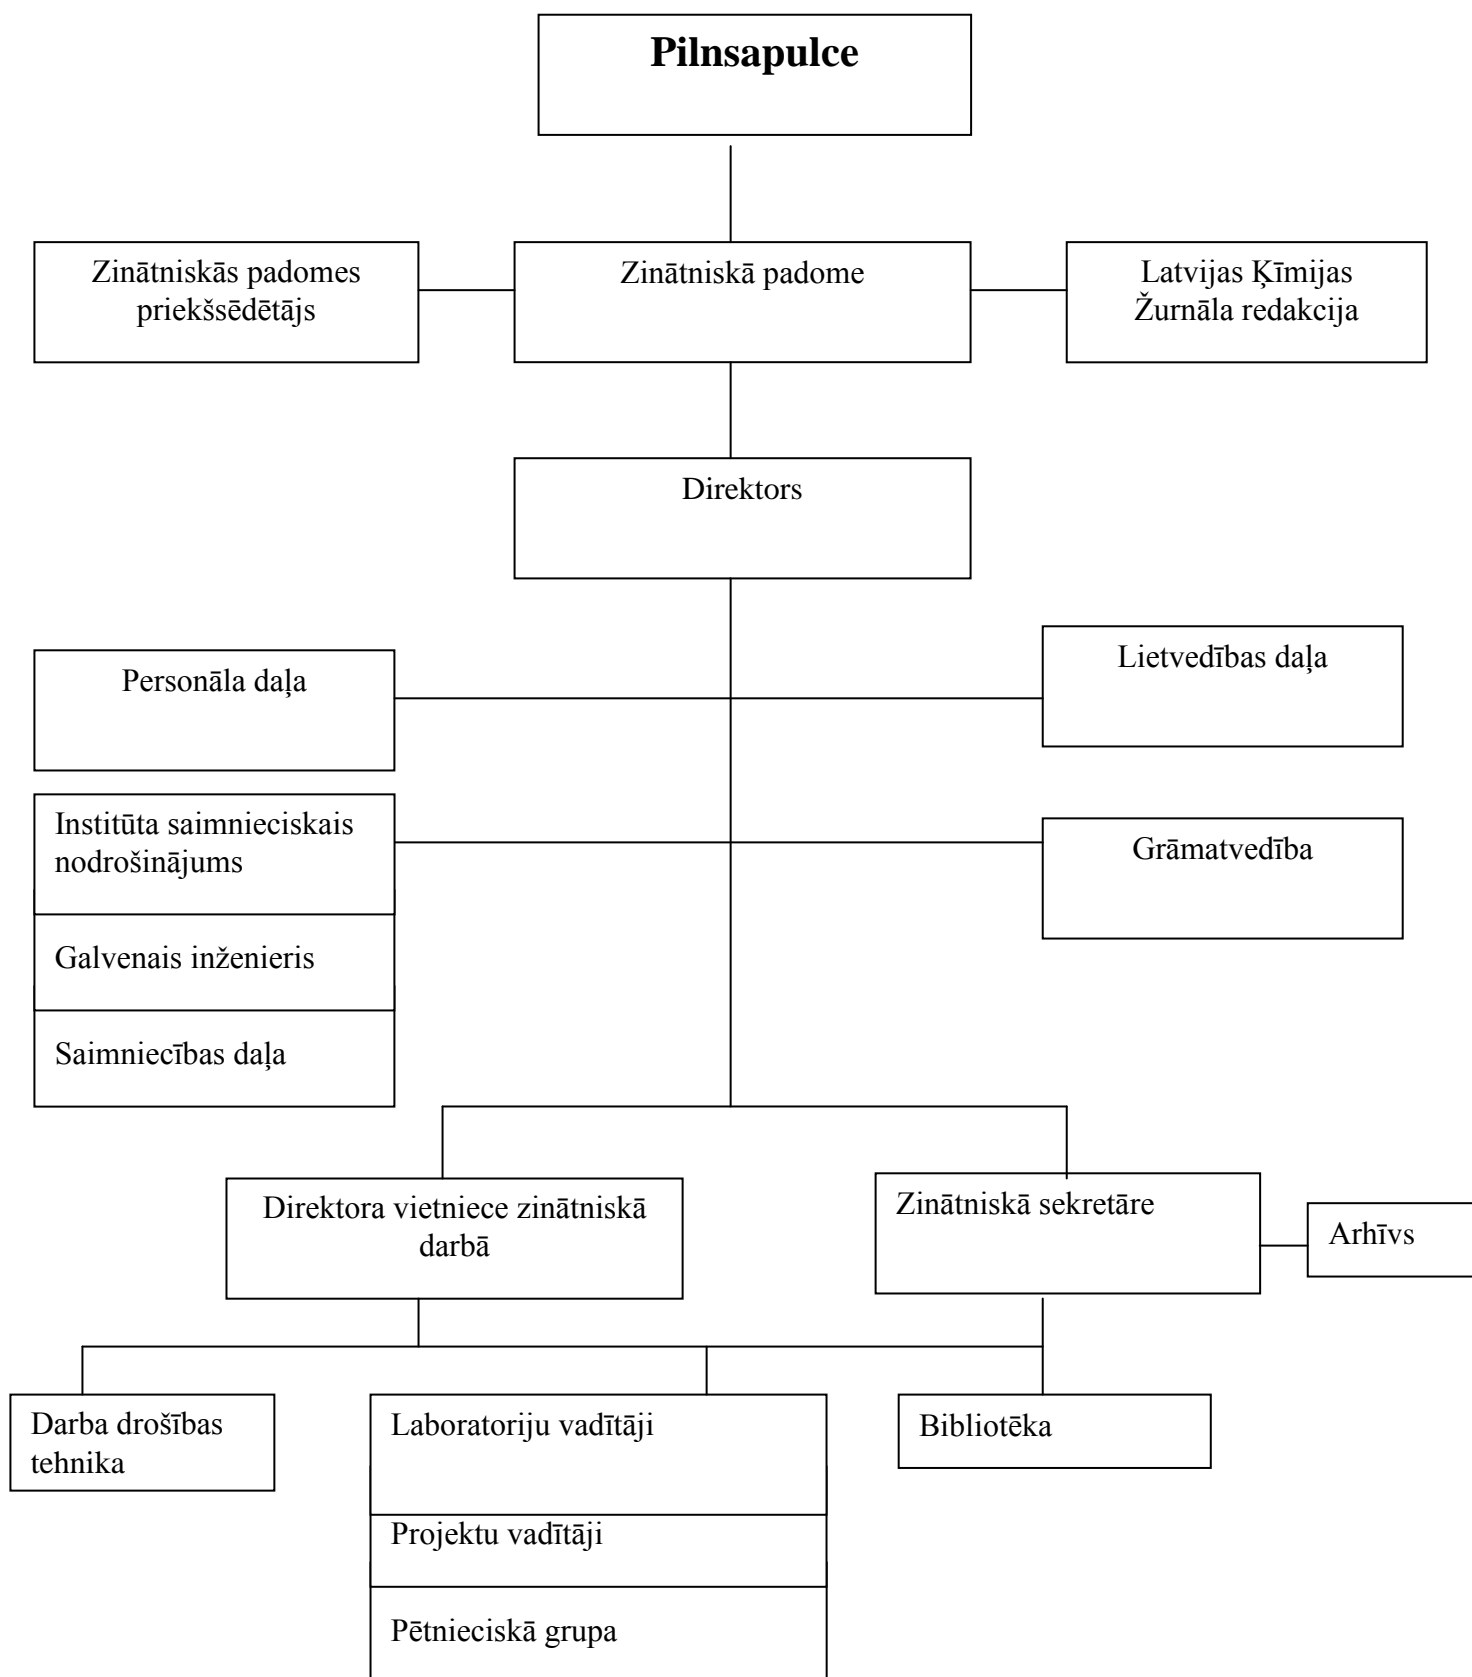 Pilnsapulce
Zinātniskās padomes
priekšsēdētājs
Zinātniskā padome
Latvijas Ķīmijas
Žurnāla redakcija
Direktors
Personāla daļa
Lietvedības daļa
Institūta saimnieciskais
nodrošinājums
Grāmatvedība
Galvenais inženieris
Saimniecības daļa
Direktora vietniece zinātniskā
darbā
Zinātniskā sekretāre
Arhīvs
Darba drošības
tehnika
Laboratoriju vadītāji
Bibliotēka
Projektu vadītāji
Pētnieciskā grupa